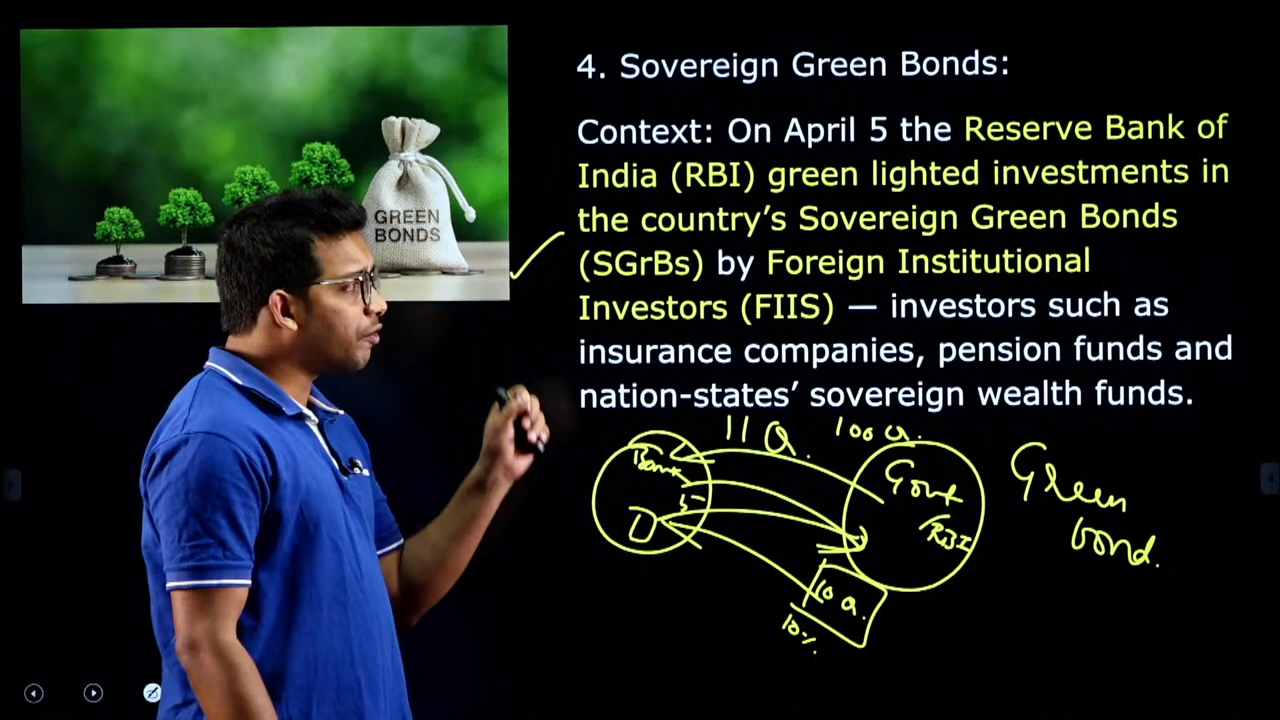 GREEN
BONDS
4. Sovereign Green Bonds:
Context: On April 5 the Reserve Bank of
India (RBI) green lighted investments in
the country’s Sovereign Green Bonds
(SGrBs) by Foreign Institutional
Investors (FIIS) — investors such as
insurance companies, pension funds and
nation-states’ sovereign wealth funds.
11 a.
100 a.
Bank
Govt
RBI
D
10 a.
10%.
Green
bond.